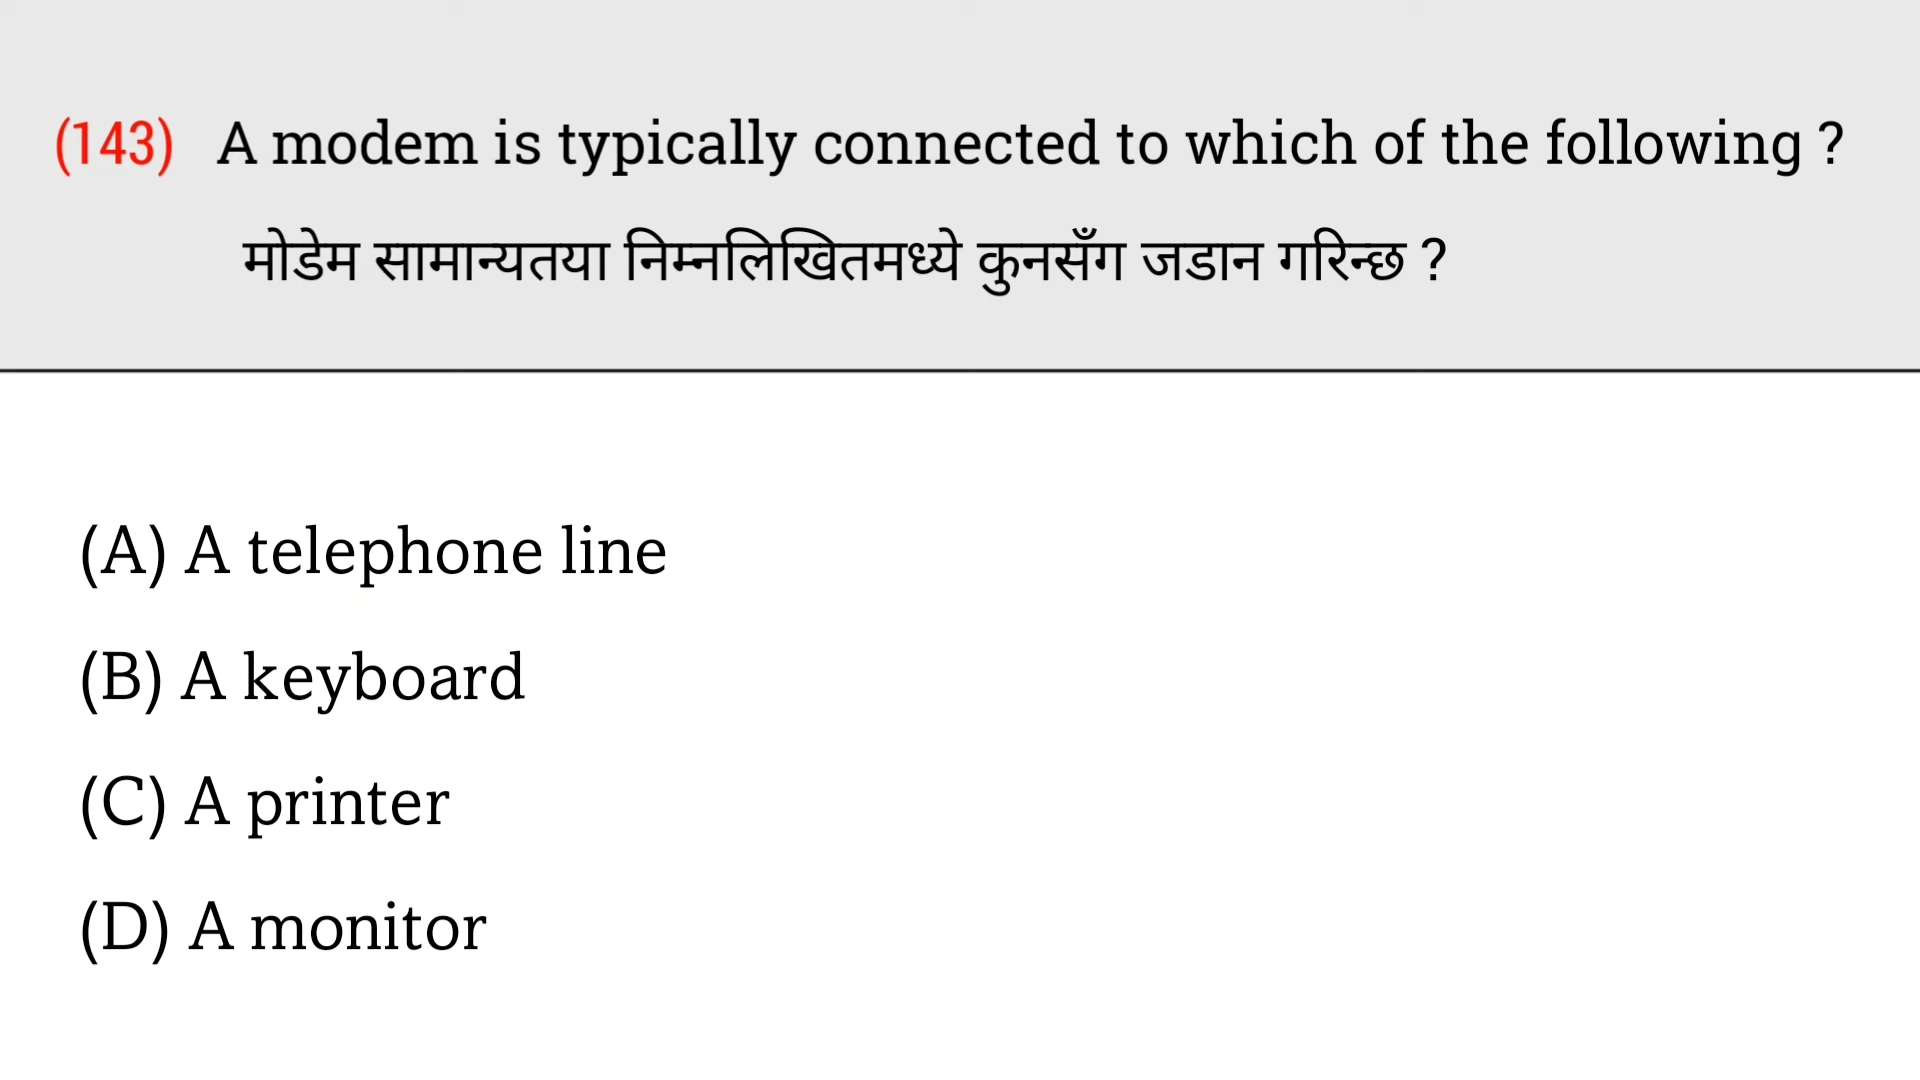 (143) A modem is typically connected to which of the following ?
मोडेम सामान्यतया निम्नलिखितमध्ये कुनसँग जडान गरिन्छ ?
(A) A telephone line
(B) A keyboard
(C) A printer
(D) A monitor